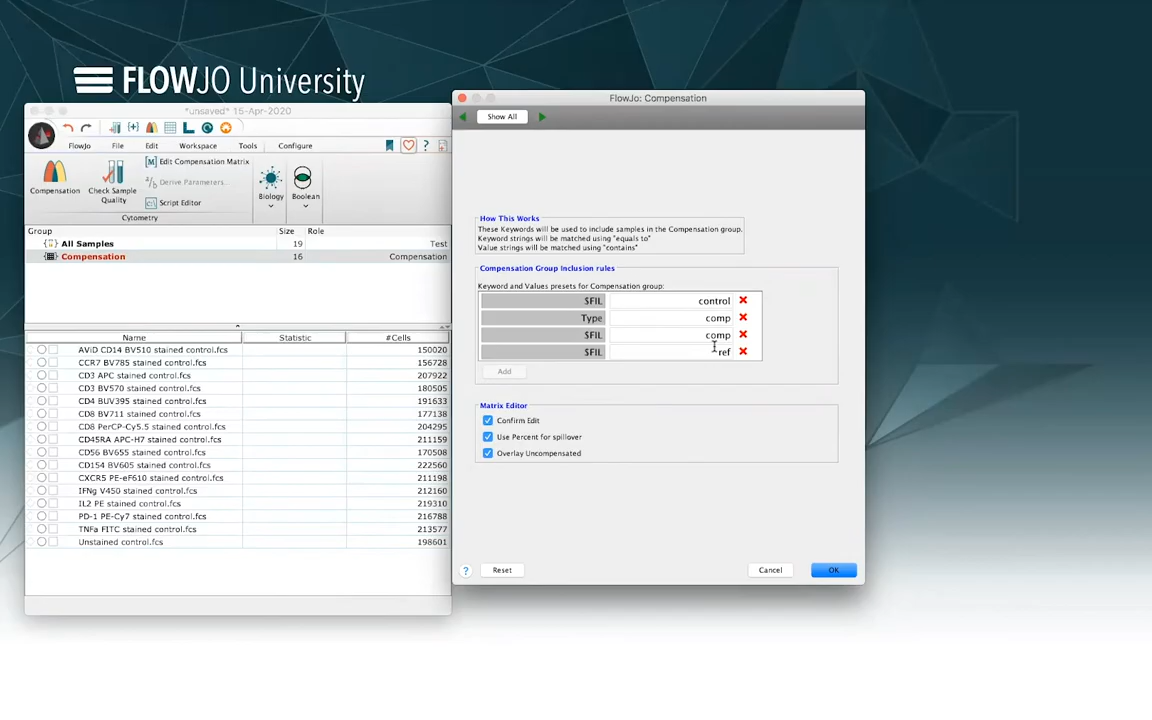 FLOWJO University
*unsaved* 15-Apr-2020
FlowJo File Edit Workspace Tools Configure
Compensation
Check Sample Quality
[M] Edit Compensation Matrix
Derive Parameters...
Script Editor
Cytometry
Biology
Boolean
Group Size Role
All Samples 19 Test
Compensation 16 Compensation
Name Statistic #Cells
AViD CD14 BV510 stained control.fcs 150020
CCR7 BV785 stained control.fcs 156728
CD3 APC stained control.fcs 207922
CD3 BV570 stained control.fcs 180505
CD4 BUV395 stained control.fcs 191633
CD8 BV711 stained control.fcs 177138
CD8 PerCP-Cy5.5 stained control.fcs 204295
CD45RA APC-H7 stained control.fcs 211159
CD56 BV655 stained control.fcs 170508
CD154 BV605 stained control.fcs 222560
CXCR5 PE-eF610 stained control.fcs 211198
IFNg V450 stained control.fcs 212160
IL2 PE stained control.fcs 219310
PD-1 PE-Cy7 stained control.fcs 216788
TNFa FITC stained control.fcs 213577
Unstained control.fcs 198601
FlowJo: Compensation
Show All
How This Works
These Keywords will be used to include samples in the Compensation group.
Keyword strings will be matched using "equals to"
Value strings will be matched using "contains"
Compensation Group Inclusion rules
Keyword and Values presets for Compensation group:
$FIL control
Type comp
$FIL comp
$FIL ref
Add
Matrix Editor
Confirm Edit
Use Percent for spillover
Overlay Uncompensated
? Reset Cancel OK